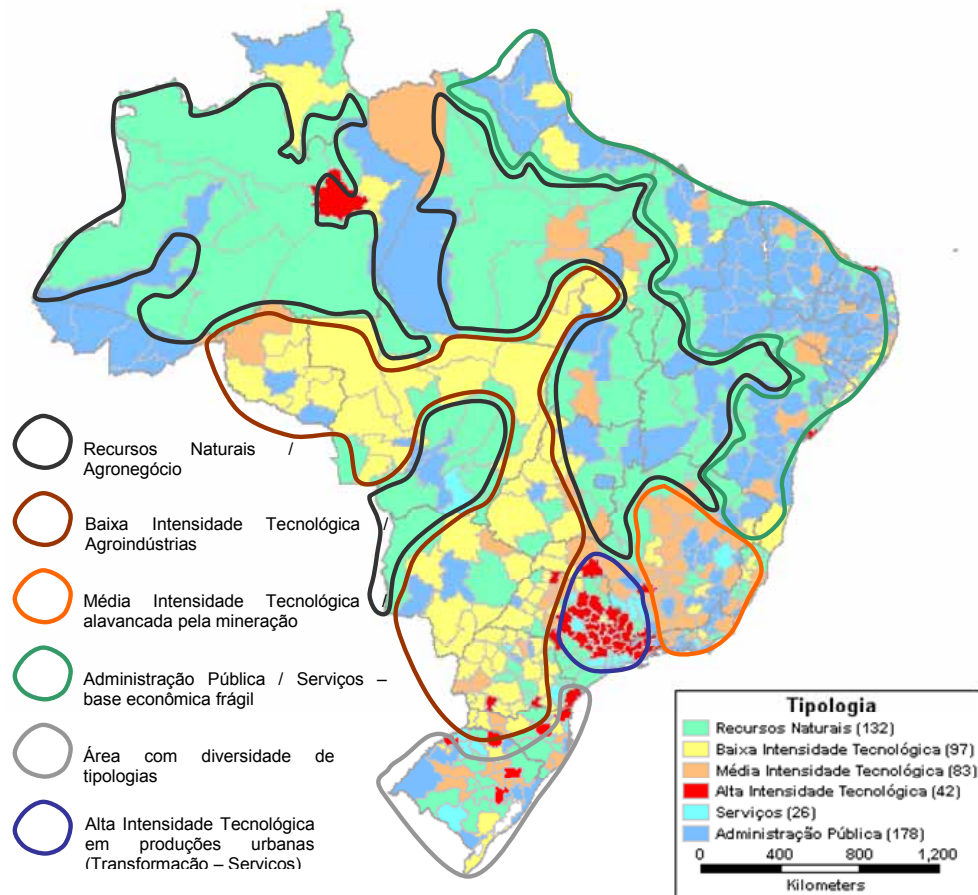 Recursos Naturais /
Agronegócio
Baixa Intensidade Tecnológica /
Agroindústrias
Média Intensidade Tecnológica /
alavancada pela mineração
Administração Pública / Serviços –
base econômica frágil
Área com diversidade de
tipologias
Alta Intensidade Tecnológica
em produções urbanas
(Transformação – Serviços)
Tipologia
Recursos Naturais (132)
Baixa Intensidade Tecnológica (97)
Média Intensidade Tecnológica (83)
Alta Intensidade Tecnológica (42)
Serviços (26)
Administração Pública (178)
0 400 800 1,200
Kilometers